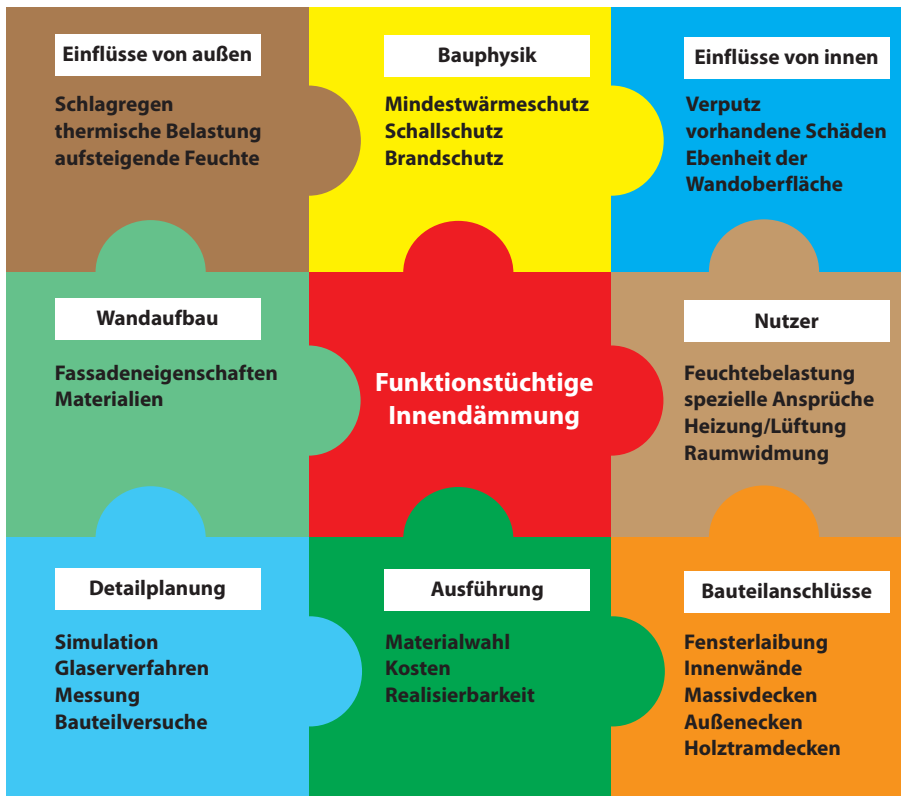 Einflüsse von außen
Schlagregen
thermische Belastung
aufsteigende Feuchte
Bauphysik
Mindestwärmeschutz
Schallschutz
Brandschutz
Einflüsse von innen
Verputz
vorhandene Schäden
Ebenheit der
Wandoberfläche
Wandaufbau
Fassadeneigenschaften
Materialien
Funktionstüchtige
Innendämmung
Nutzer
Feuchtebelastung
spezielle Ansprüche
Heizung/Lüftung
Raumwidmung
Detailplanung
Simulation
Glaserverfahren
Messung
Bauteilversuche
Ausführung
Materialwahl
Kosten
Realisierbarkeit
Bauteilanschlüsse
Fensterlaibung
Innenwände
Massivdecken
Außenecken
Holztramdecken